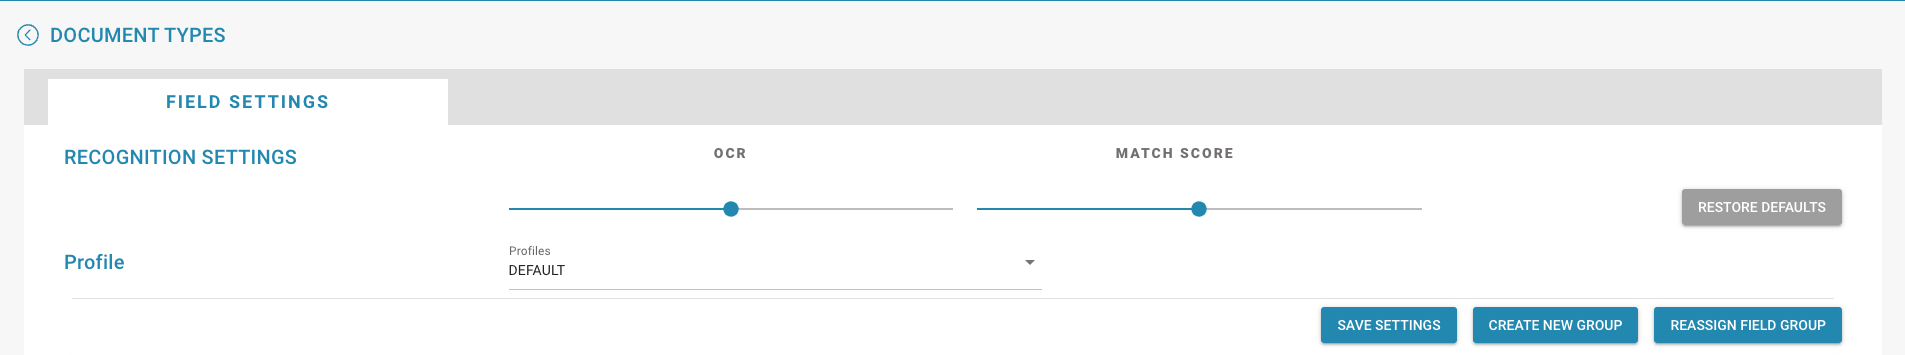 DOCUMENT TYPES
FIELD SETTINGS
RECOGNITION SETTINGS
OCR
MATCH SCORE
RESTORE DEFAULTS
Profile
Profiles
DEFAULT
SAVE SETTINGS
CREATE NEW GROUP
REASSIGN FIELD GROUP